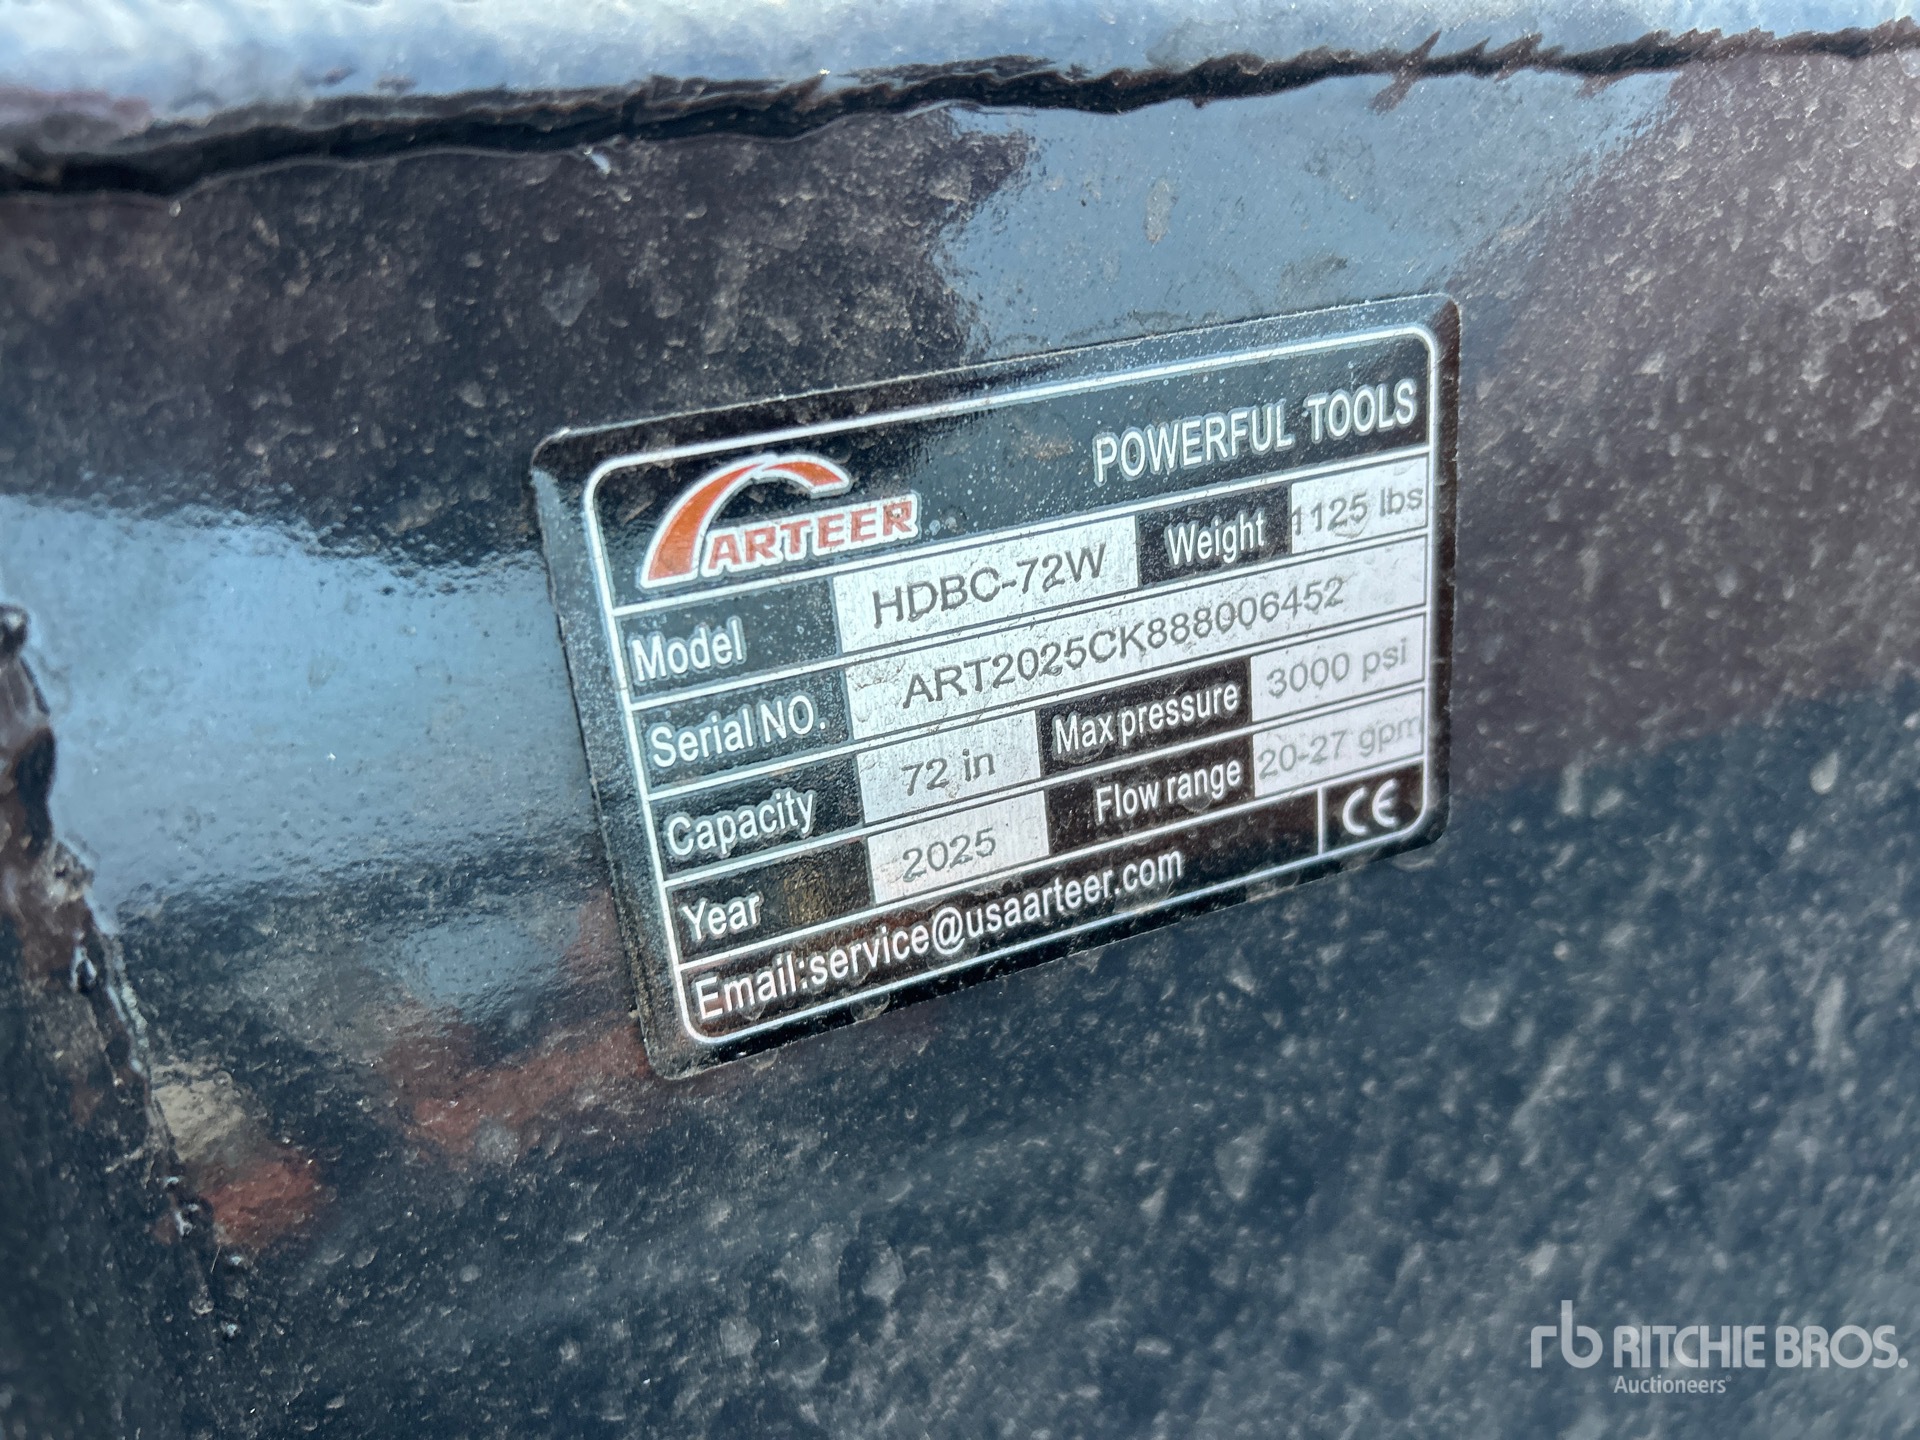 ARTEER
POWERFUL TOOLS
Model HDBC-72W Weight 1125 lbs
Serial NO. ART2025CK888006452
Capacity 72 in Max pressure 3000 psi
Year 2025 Flow range 20-27 gpm
Email:service@usaarteer.com CE
rb RITCHIE BROS.
Auctioneers